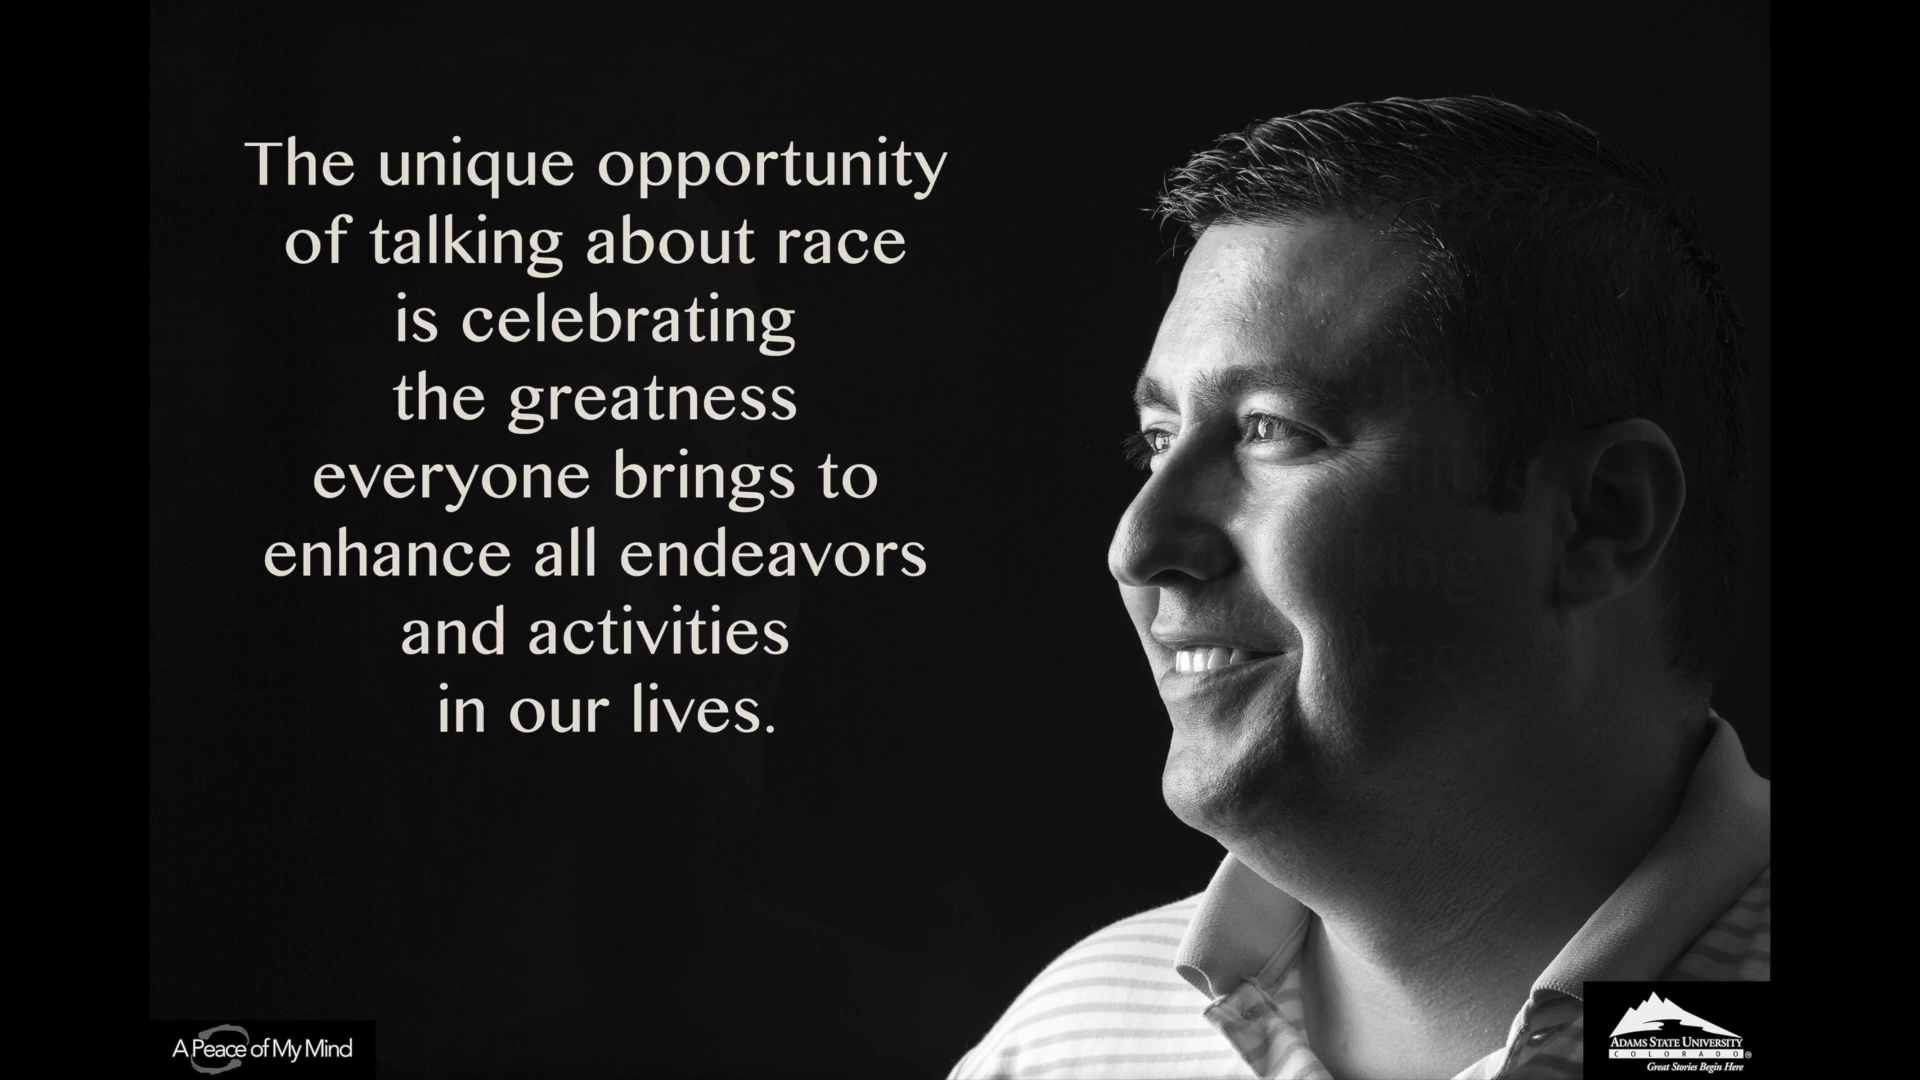 The unique opportunity
of talking about race
is celebrating
the greatness
everyone brings to
enhance all endeavors
and activities
in our lives.
A Peace of My Mind
ADAMS STATE UNIVERSITY
COLORADO
Great Stories Begin Here